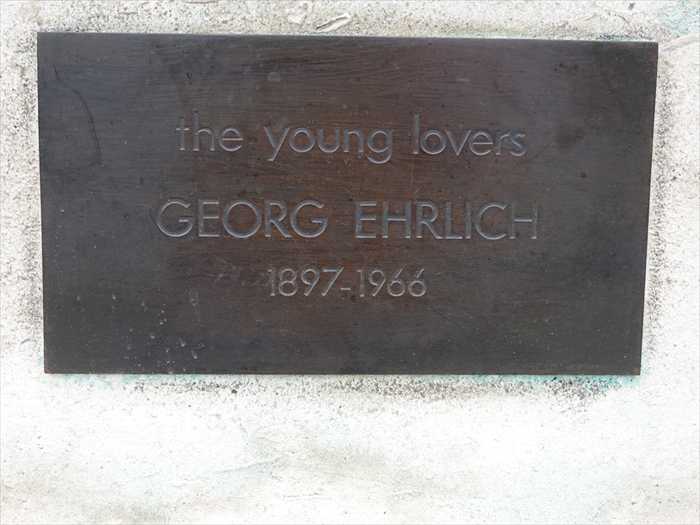 the young lovers
GEORG EHRLICH
1897-1966